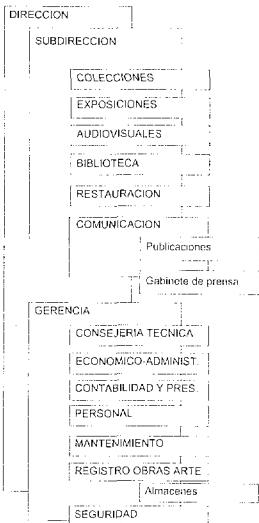 DIRECCION
SUBDIRECCION
COLECCIONES
EXPOSICIONES
AUDIOVISUALES
BIBLIOTECA
RESTAURACION
COMUNICACION
Publicaciones
Gabinete de prensa
GERENCIA
CONSEJERIA TECNICA
ECONOMICO-ADMINIST.
CONTABILIDAD Y PRES.
PERSONAL
MANTENIMIENTO
REGISTRO OBRAS ARTE
Almacenes
SEGURIDAD